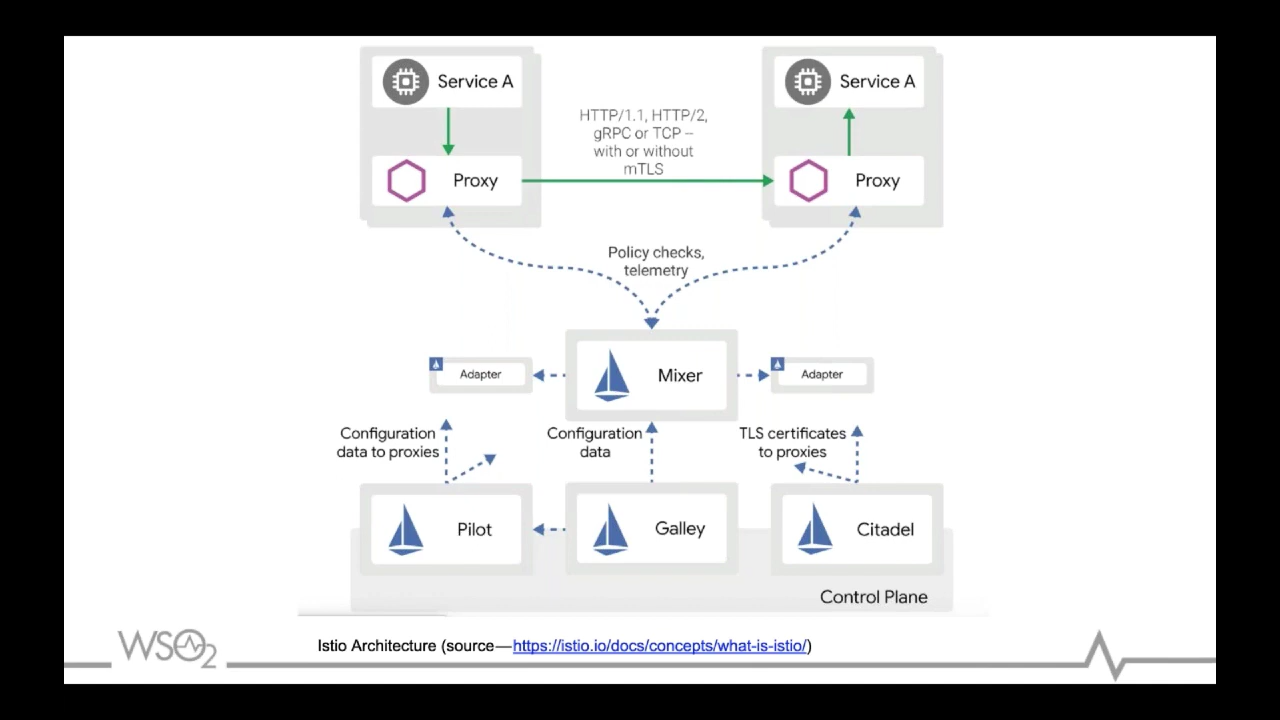 Service A
Service A
HTTP/1.1, HTTP/2,
gRPC or TCP –
with or without
mTLS
Proxy
Proxy
Policy checks,
telemetry
Adapter
Mixer
Adapter
Configuration
data to proxies
Configuration
data
TLS certificates
to proxies
Pilot
Galley
Citadel
Control Plane
WSO2
Istio Architecture (source—https://istio.io/docs/concepts/what-is-istio/)